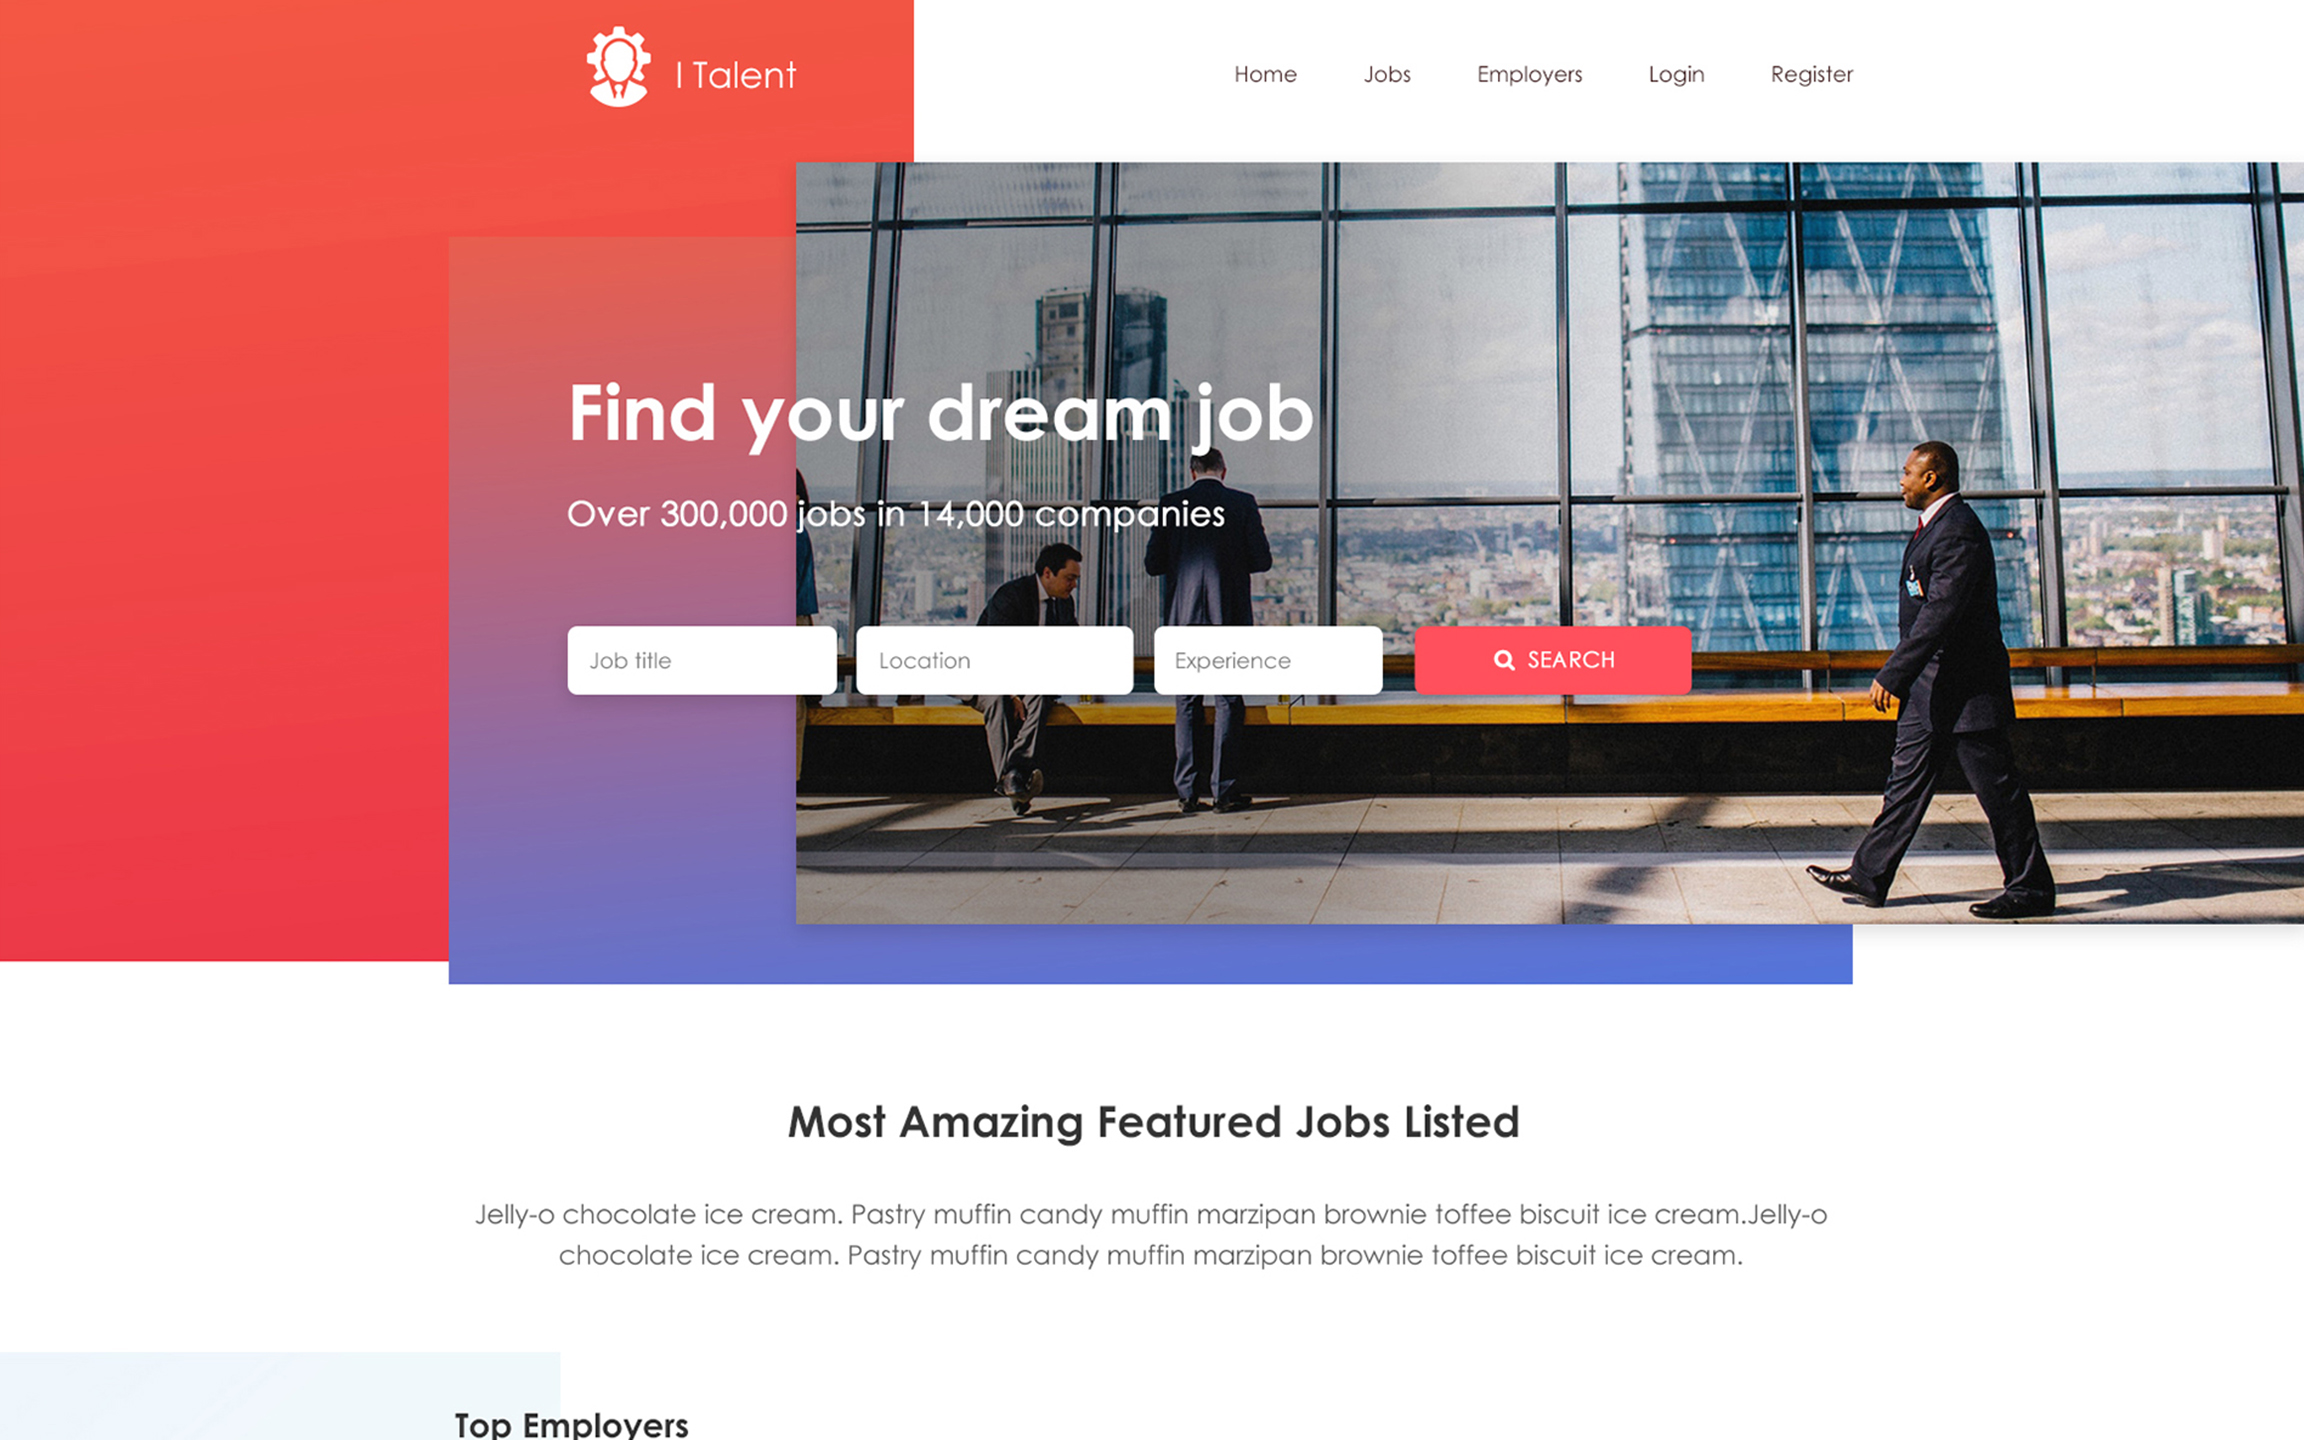 I Talent
Home Jobs Employers Login Register
Find your dream job
Over 300,000 jobs in 14,000 companies
Job title Location Experience SEARCH
Most Amazing Featured Jobs Listed
Jelly-o chocolate ice cream. Pastry muffin candy muffin marzipan brownie toffee biscuit ice cream.Jelly-o
chocolate ice cream. Pastry muffin candy muffin marzipan brownie toffee biscuit ice cream.
Top Employers